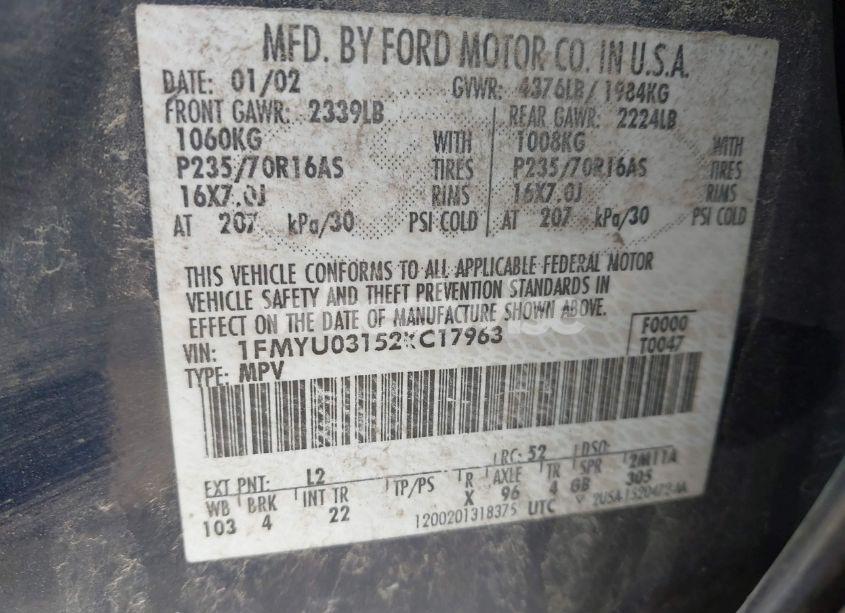 MFD. BY FORD MOTOR CO. IN U.S.A.
DATE: 01/02 GVWR: 4376LB/ 1984KG
FRONT GAWR: 2339LB REAR GAWR: 2224LB
1060KG WITH 1008KG WITH
P235/70R16AS TIRES P235/70R16AS TIRES
16X7.0J RIMS 16X7.0J RIMS
AT 207 kPa/30 PSI COLD AT 207 kPa/30 PSI COLD
THIS VEHICLE CONFORMS TO ALL APPLICABLE FEDERAL MOTOR
VEHICLE SAFETY AND THEFT PREVENTION STANDARDS IN
EFFECT ON THE DATE OF MANUFACTURE SHOWN ABOVE.
VIN: 1FMYU03152KC17963 F0000
TYPE: MPV T0047
EXT PNT: L2 RC: 52 DSO:
WB BRK INT TR TP/PS R AXLE TR SPR 2M11A
103 4 22 X 96 4 GB 305
1200201318375 UTC